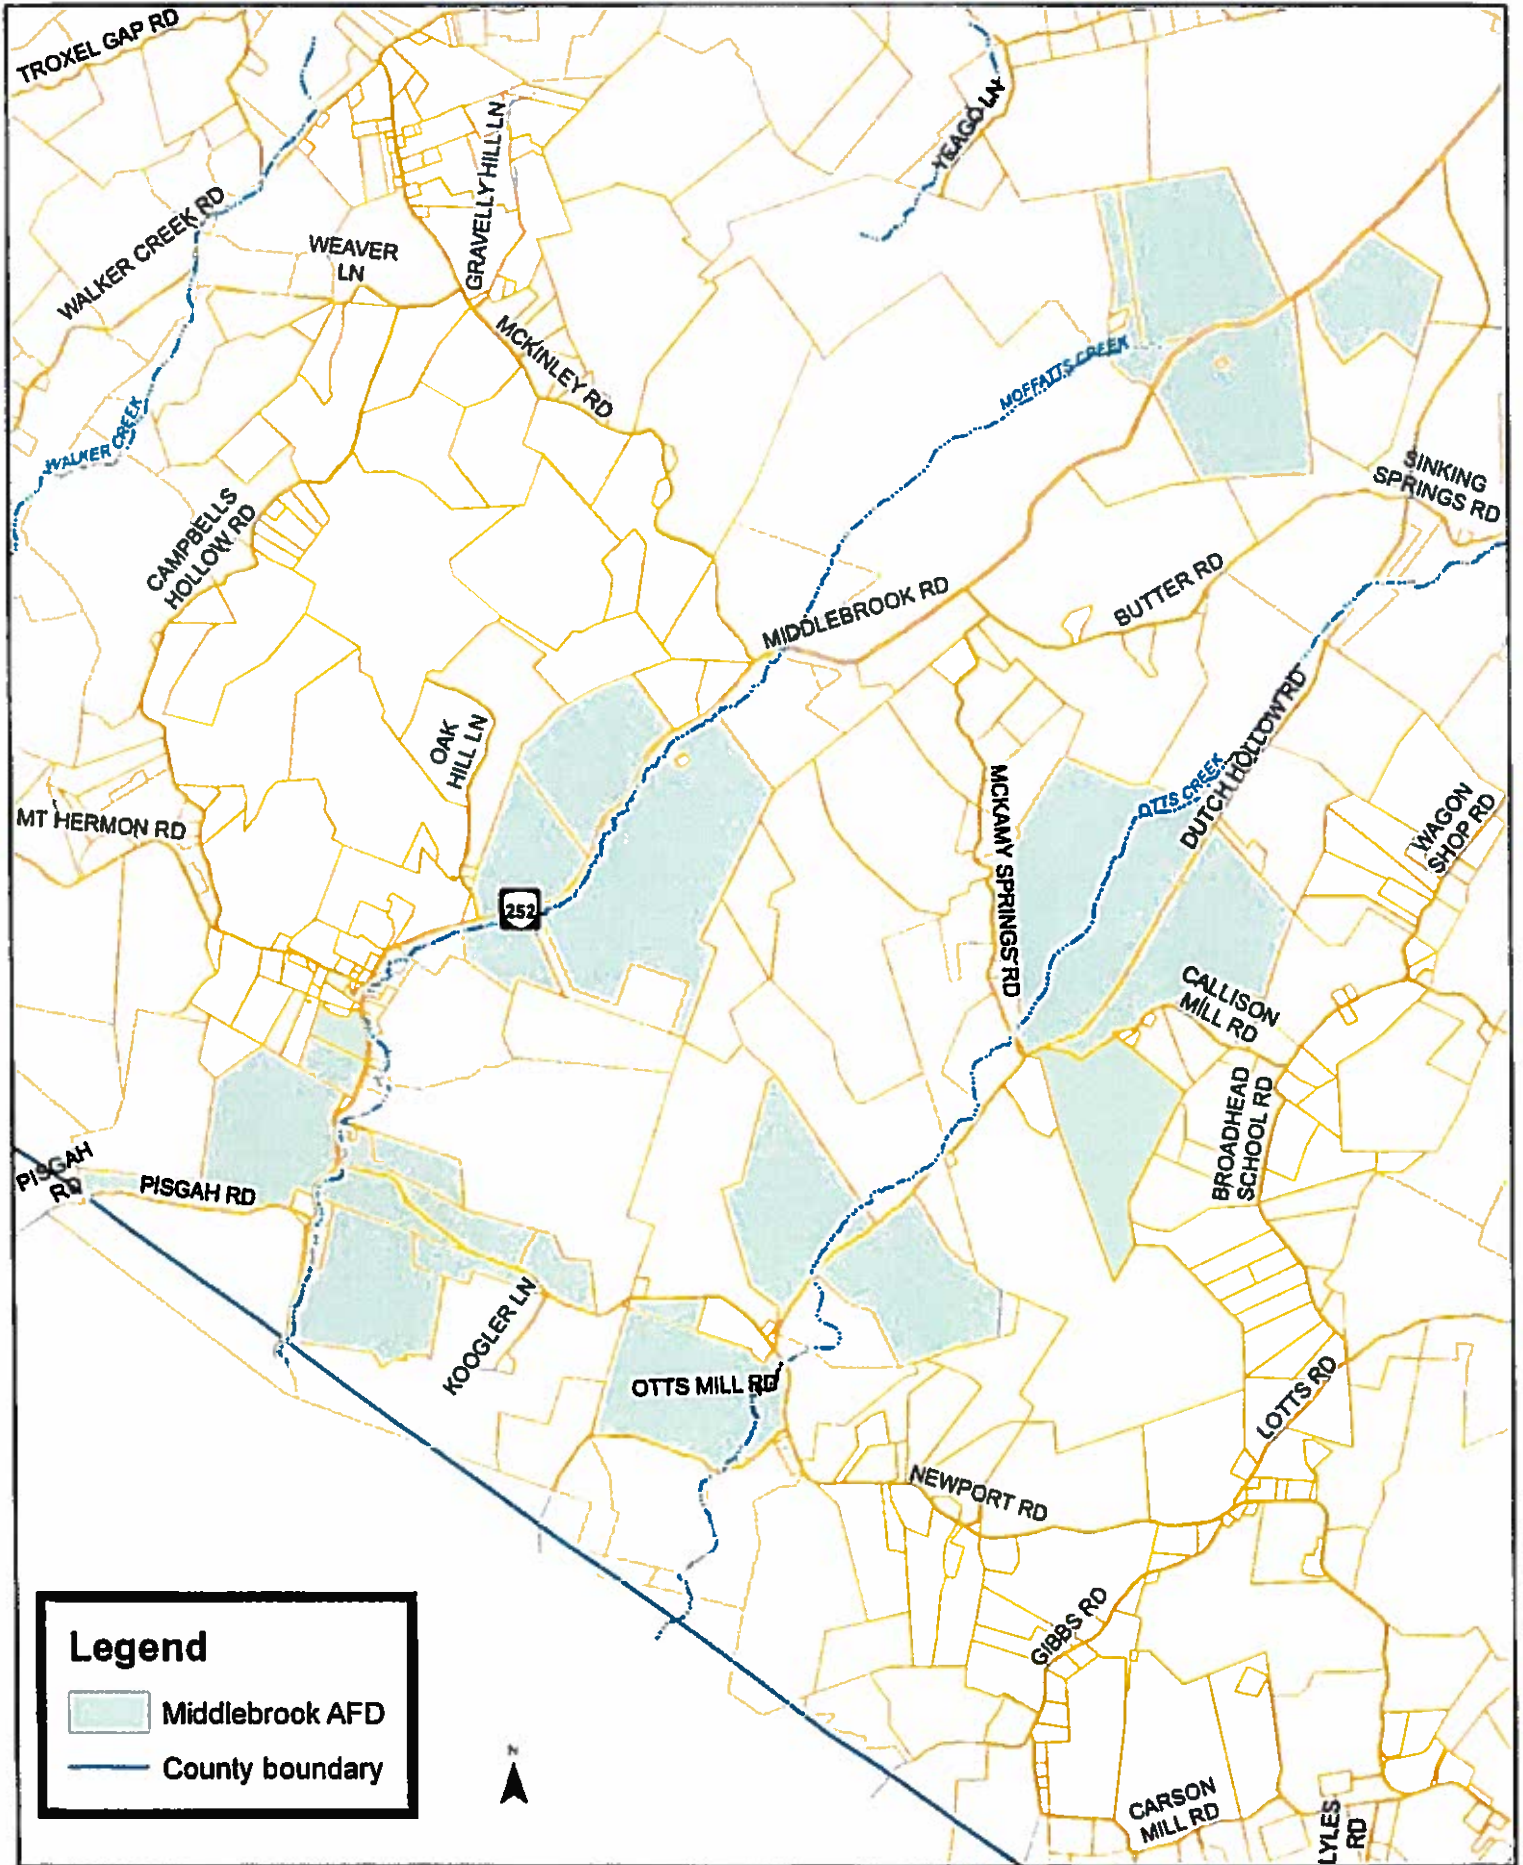 TROXEL GAP RD
YEAGO LN
GRAVELLY HILL LN
WALKER CREEK RD
WEAVER
LN
MCKINLEY RD
MOFFATTS CREEK
WALKER CREEK
SINKING
SPRINGS RD
CAMPBELLS
HOLLOW RD
BUTTER RD
MIDDLEBROOK RD
OAK
HILL LN
DUTCH HOLLOW RD
OTTS CREEK
MCKAMY SPRINGS RD
WAGON
SHOP RD
MT HERMON RD
252
CALLISON
MILL RD
BROADHEAD
SCHOOL RD
PISGAH
RD
PISGAH RD
KOOGLER LN
OTTS MILL RD
LOTTS RD
NEWPORT RD
GIBBS RD
Legend
Middlebrook AFD
County boundary
N
CARSON
MILL RD
LYLES
RD